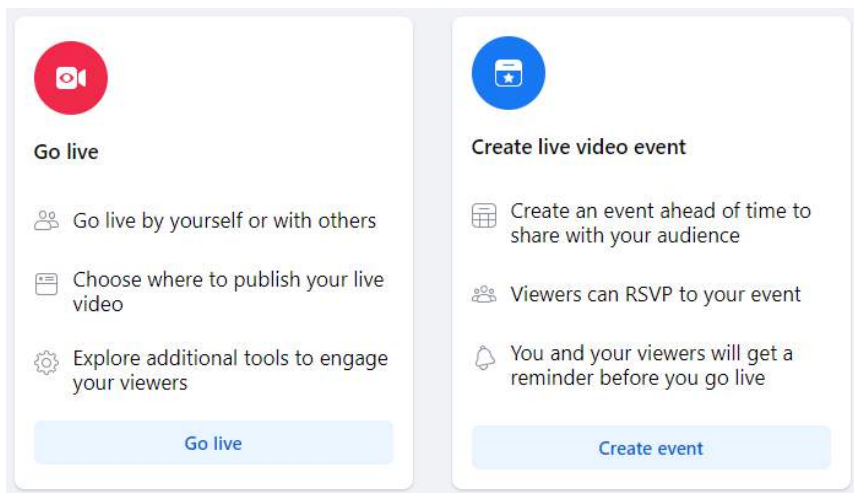 Go live
Go live by yourself or with others
Choose where to publish your live
video
Explore additional tools to engage
your viewers
Go live
Create live video event
Create an event ahead of time to
share with your audience
Viewers can RSVP to your event
You and your viewers will get a
reminder before you go live
Create event